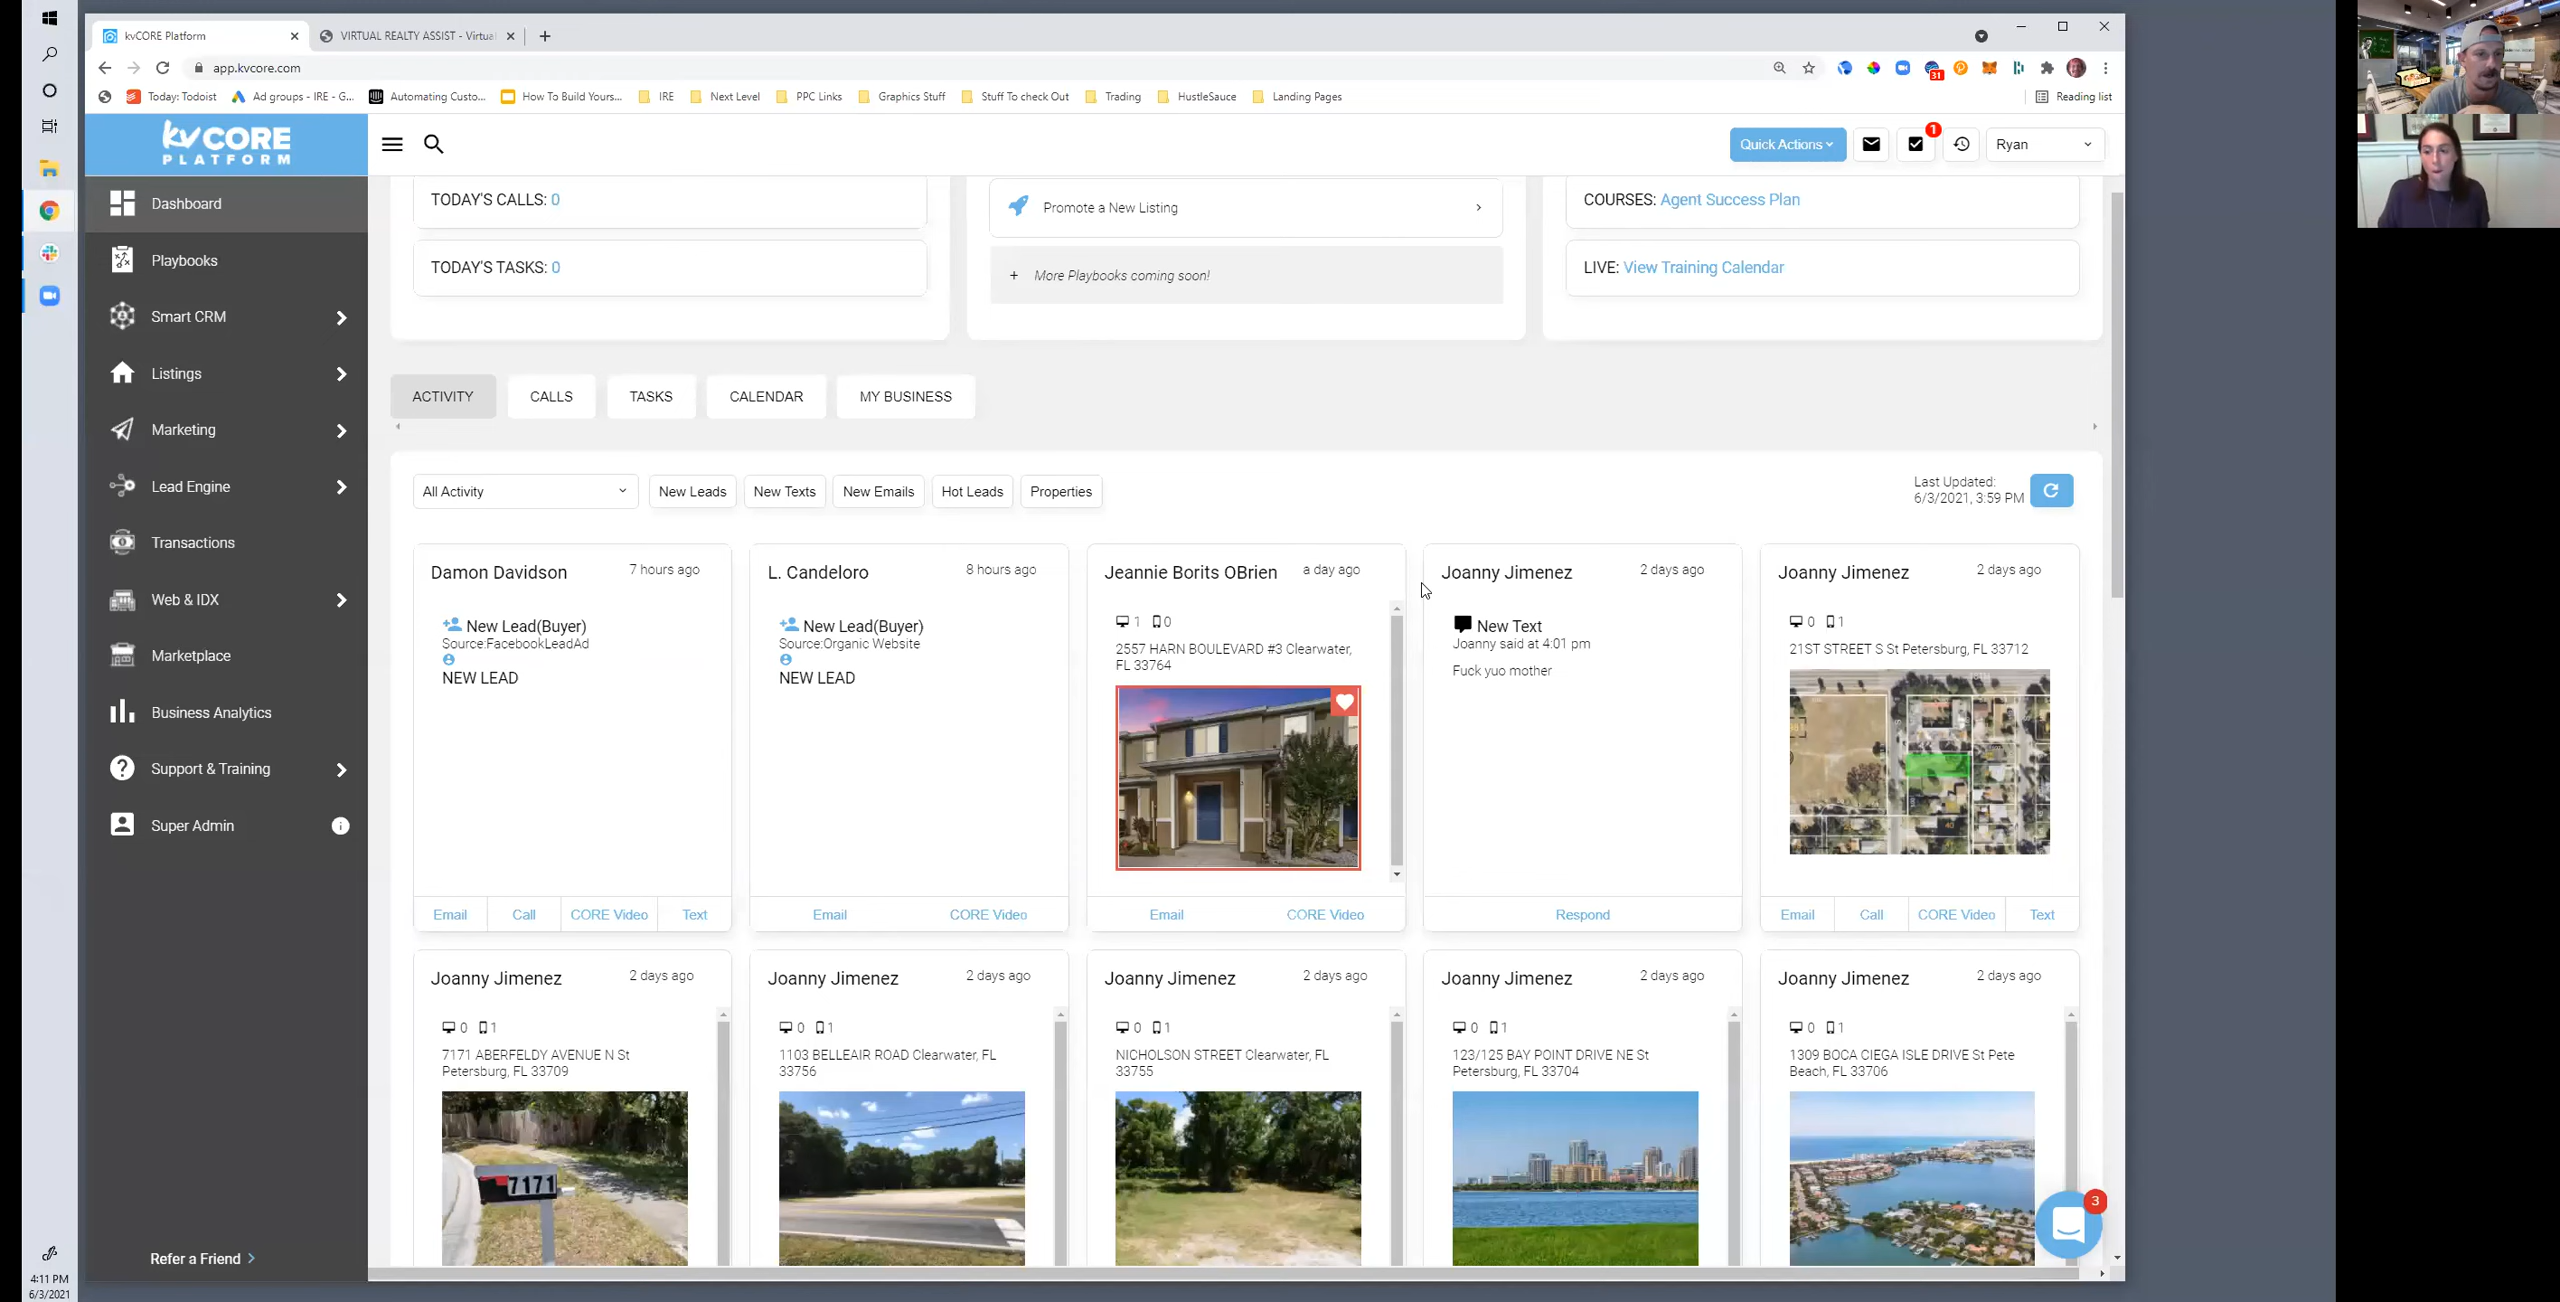 kvCORE Platform
VIRTUAL REALTY ASSIST - Virtua
app.kvcore.com
31
Today: Todoist
Ad groups - IRE - G...
Automating Custo...
How To Build Yours...
IRE
Next Level
PPC Links
Graphics Stuff
Stuff To check Out
Trading
HustleSauce
Landing Pages
Reading list
kvCORE
PLATFORM
Quick Actions
1
Ryan
Dashboard
Playbooks
Smart CRM
Listings
Marketing
Lead Engine
Transactions
Web & IDX
Marketplace
Business Analytics
Support & Training
Super Admin
Refer a Friend >
4:11 PM
6/3/2021
TODAY'S CALLS: 0
TODAY'S TASKS: 0
Promote a New Listing
+ More Playbooks coming soon!
COURSES: Agent Success Plan
LIVE: View Training Calendar
ACTIVITY
CALLS
TASKS
CALENDAR
MY BUSINESS
All Activity
New Leads
New Texts
New Emails
Hot Leads
Properties
Last Updated:
6/3/2021, 3:59 PM
Damon Davidson
7 hours ago
New Lead(Buyer)
Source:FacebookLeadAd
NEW LEAD
Email
Call
CORE Video
Text
L. Candeloro
8 hours ago
New Lead(Buyer)
Source:Organic Website
NEW LEAD
Email
CORE Video
Jeannie Borits OBrien
a day ago
1 0
2557 HARN BOULEVARD #3 Clearwater,
FL 33764
Email
CORE Video
Joanny Jimenez
2 days ago
New Text
Joanny said at 4:01 pm
Fuck yuo mother
Respond
Joanny Jimenez
2 days ago
0 1
21ST STREET S St Petersburg, FL 33712
Email
Call
CORE Video
Text
Joanny Jimenez
2 days ago
0 1
7171 ABERFELDY AVENUE N St
Petersburg, FL 33709
7171
Joanny Jimenez
2 days ago
0 1
1103 BELLEAIR ROAD Clearwater, FL
33756
Joanny Jimenez
2 days ago
0 1
NICHOLSON STREET Clearwater, FL
33755
Joanny Jimenez
2 days ago
0 1
123/125 BAY POINT DRIVE NE St
Petersburg, FL 33704
Joanny Jimenez
2 days ago
0 1
1309 BOCA CIEGA ISLE DRIVE St Pete
Beach, FL 33706
3